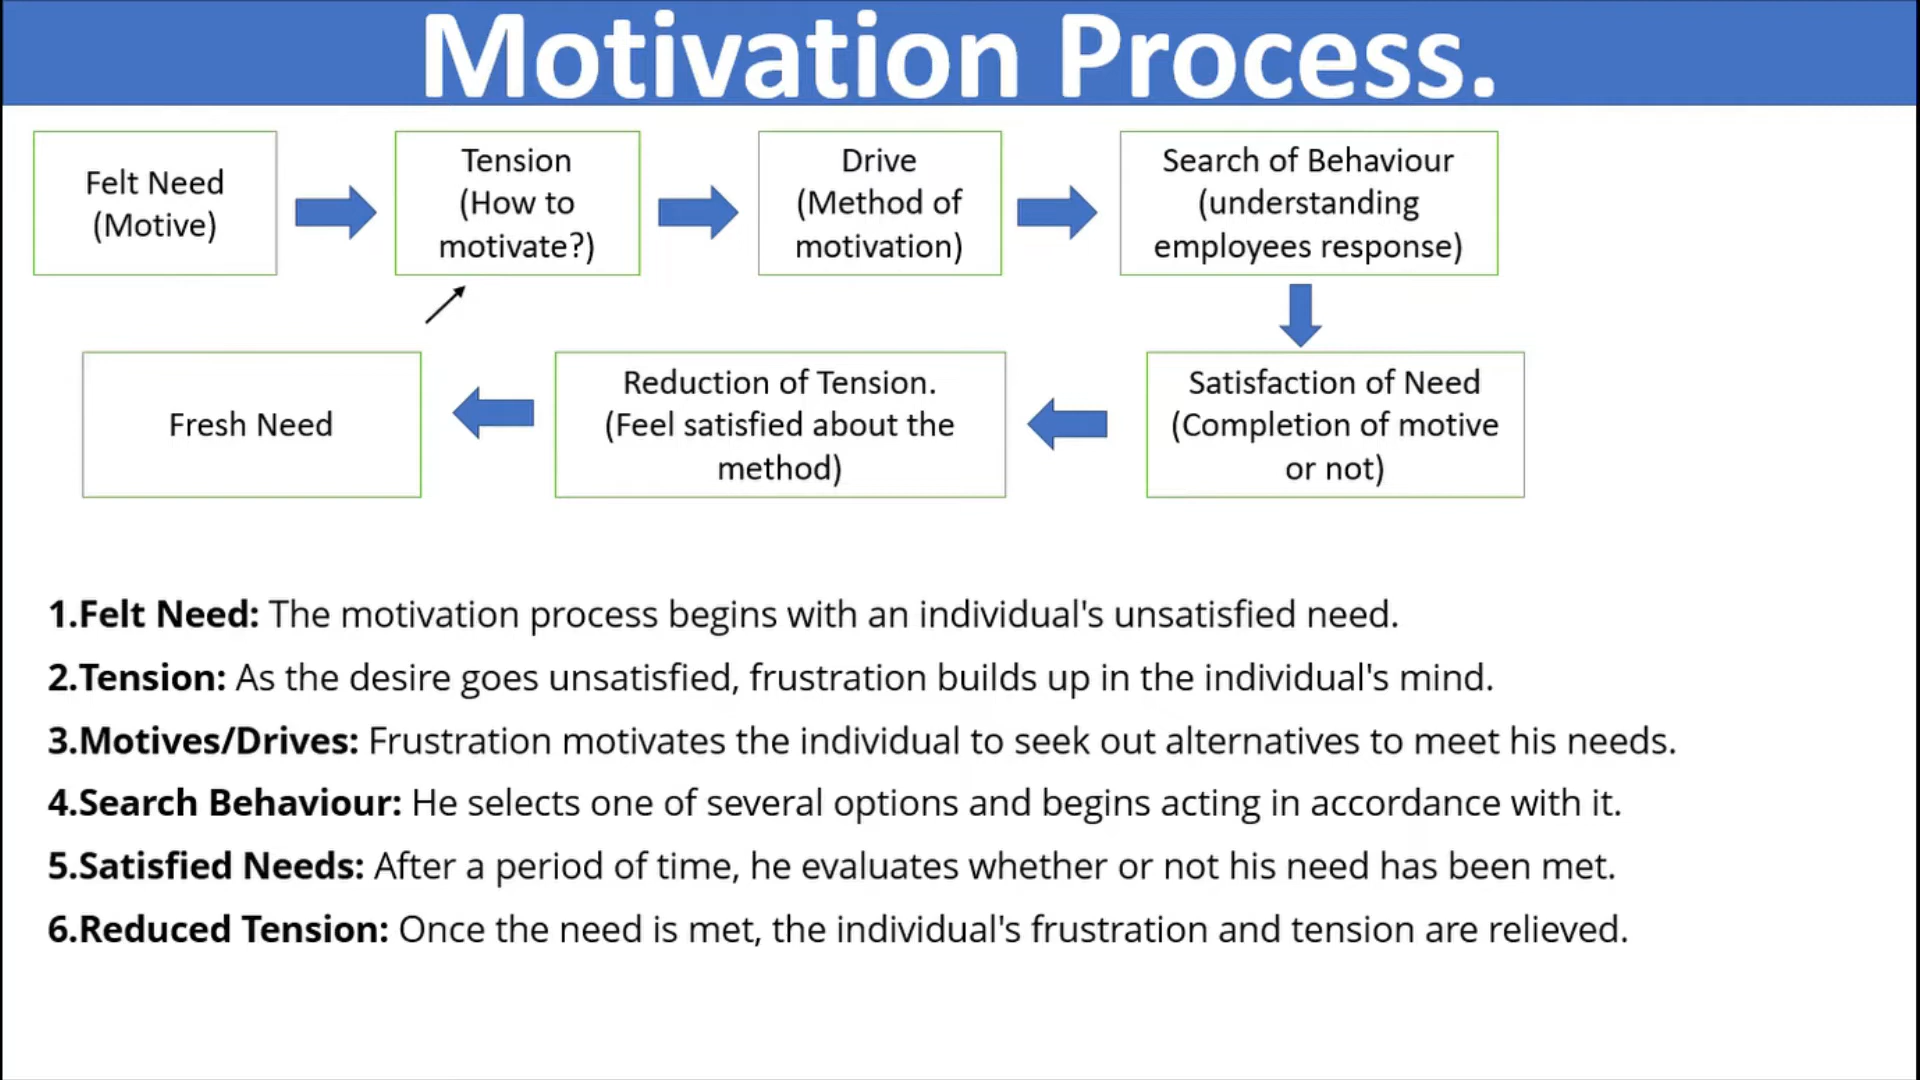 Motivation Process.
Felt Need
(Motive)
Tension
(How to
motivate?)
Drive
(Method of
motivation)
Search of Behaviour
(understanding
employees response)
Fresh Need
Reduction of Tension.
(Feel satisfied about the
method)
Satisfaction of Need
(Completion of motive
or not)
1.Felt Need: The motivation process begins with an individual's unsatisfied need.
2.Tension: As the desire goes unsatisfied, frustration builds up in the individual's mind.
3.Motives/Drives: Frustration motivates the individual to seek out alternatives to meet his needs.
4.Search Behaviour: He selects one of several options and begins acting in accordance with it.
5.Satisfied Needs: After a period of time, he evaluates whether or not his need has been met.
6.Reduced Tension: Once the need is met, the individual's frustration and tension are relieved.